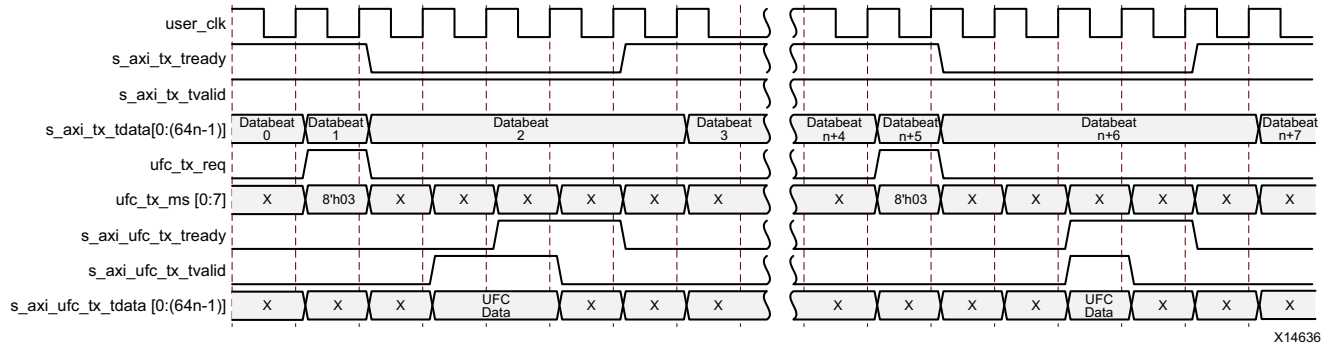 user_clk
s_axi_tx_tready
s_axi_tx_tvalid
s_axi_tx_tdata[0:(64n-1)] Databeat 0 Databeat 1 Databeat 2 Databeat 3 Databeat n+4 Databeat n+5 Databeat n+6 Databeat n+7
ufc_tx_req
ufc_tx_ms [0:7] X 8'h03 X X X X X X X 8'h03 X X X X X X
s_axi_ufc_tx_tready
s_axi_ufc_tx_tvalid
s_axi_ufc_tx_tdata [0:(64n-1)] X X X UFC Data X X X X X X X UFC Data X X X
X14636